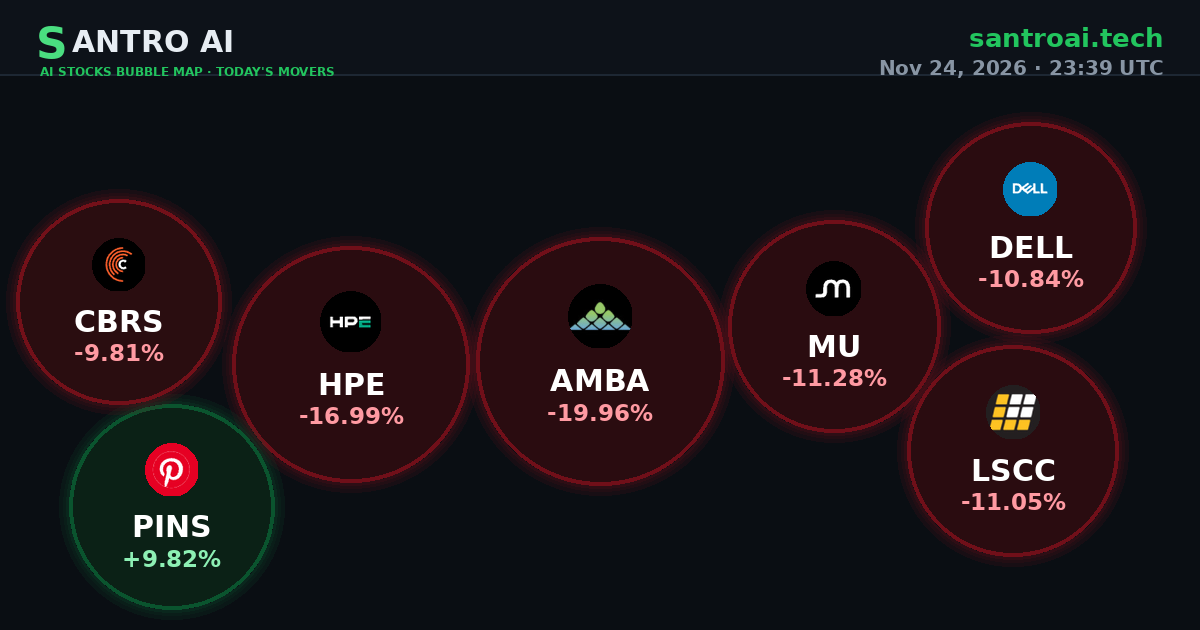 SANTRO AI
AI STOCKS BUBBLE MAP · TODAY'S MOVERS
santroai.tech
Nov 24, 2026 · 23:39 UTC
CBRS
-9.81%
PINS
+9.82%
HPE
HPE
-16.99%
AMBA
-19.96%
MU
-11.28%
DELL
DELL
-10.84%
LSCC
-11.05%